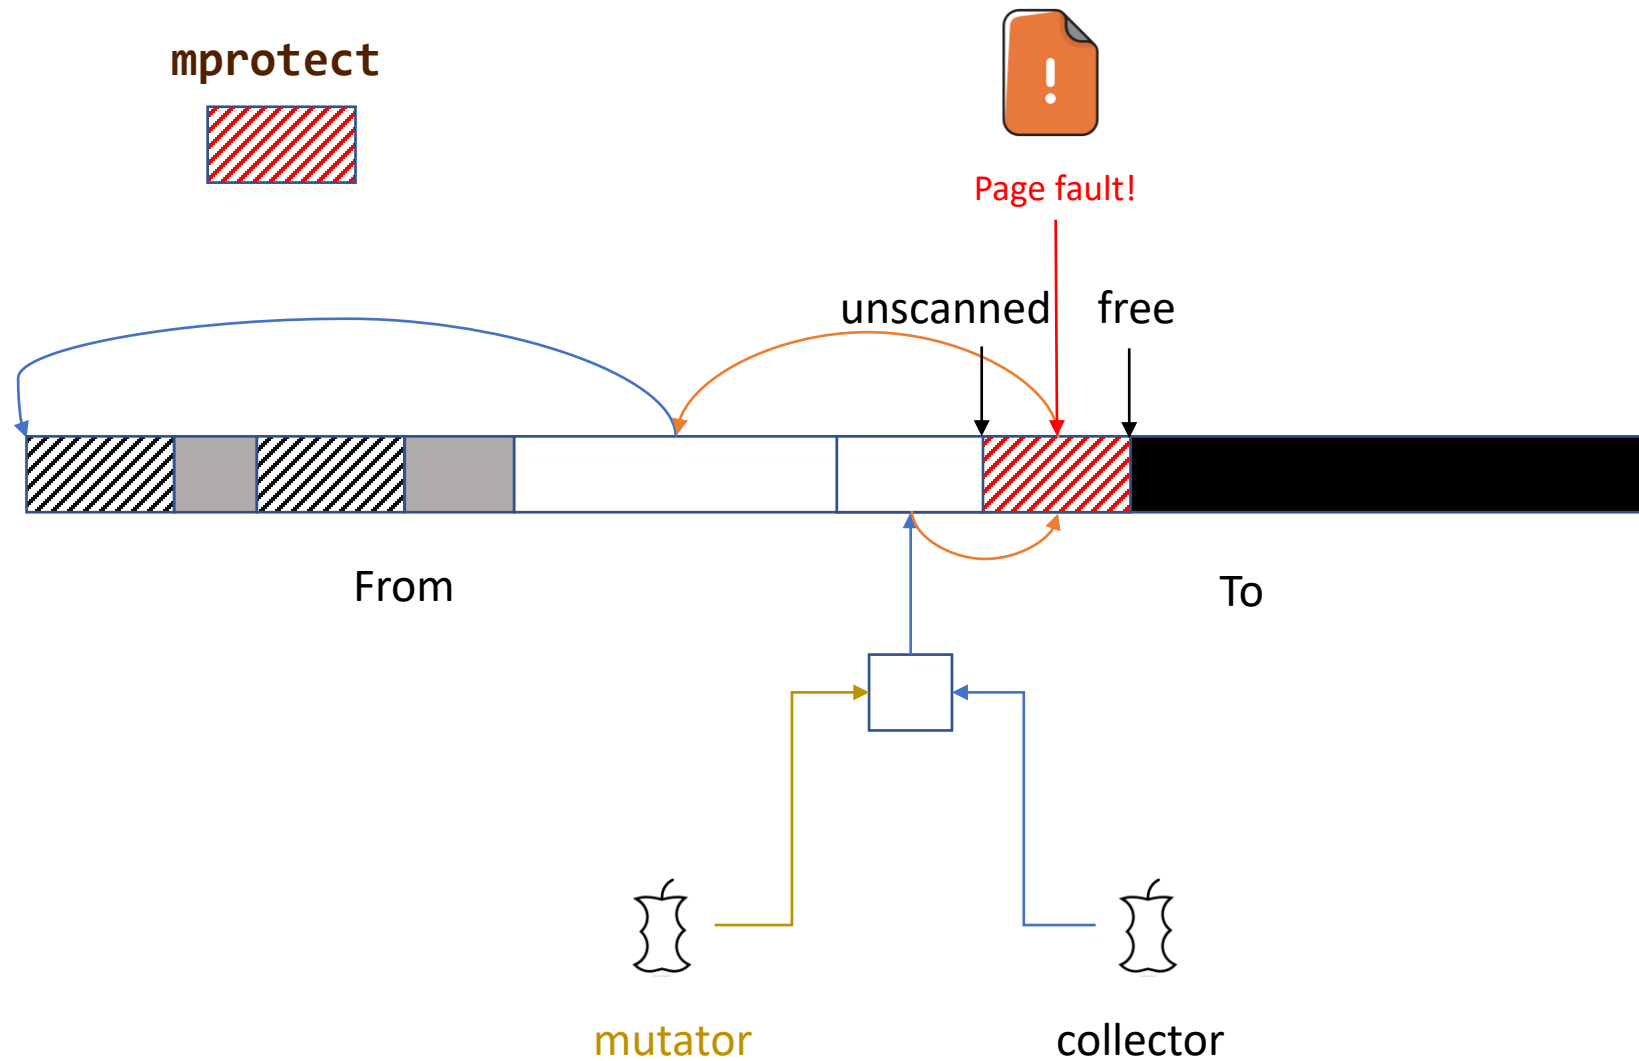 mprotect
!
Page fault!
unscanned free
From
To
mutator
collector